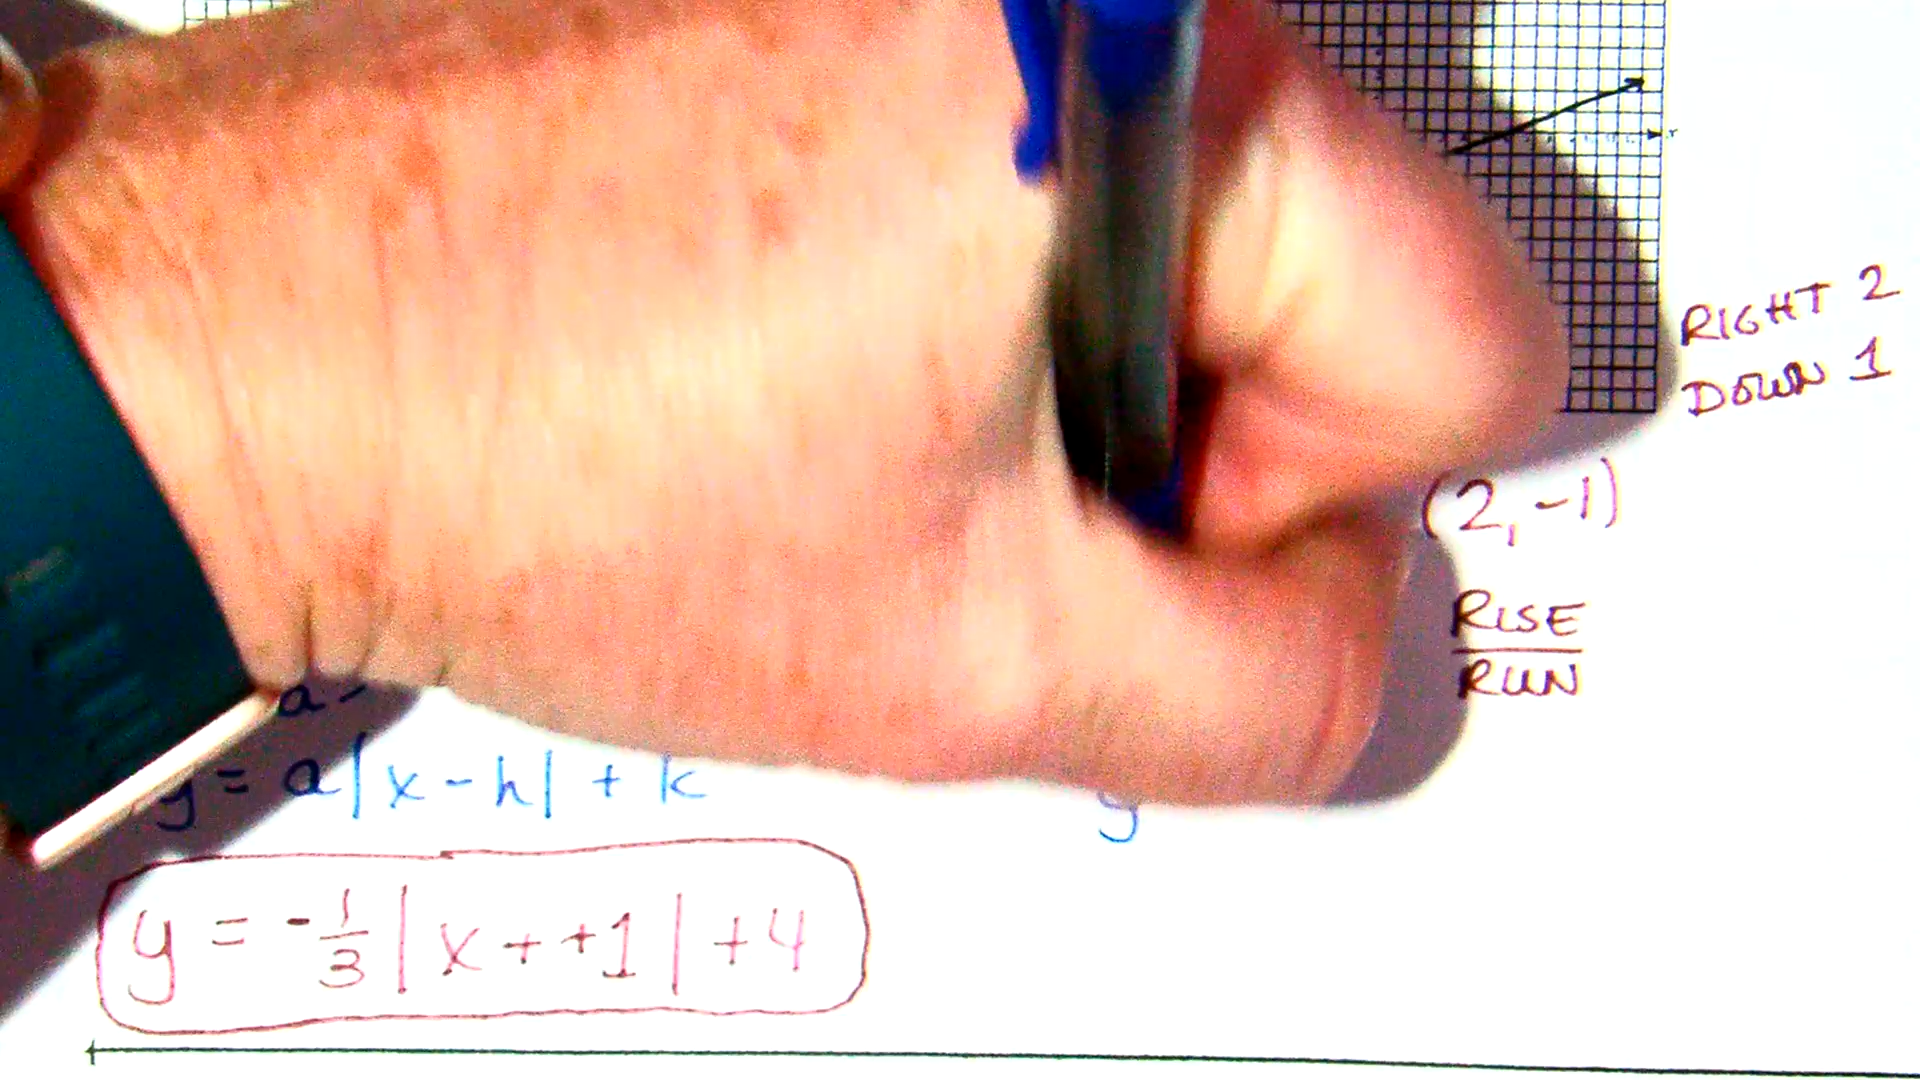 RIGHT 2
DOWN 1
(2, -1)
RISE
RUN
a -
y = a|x - h| + k
y
y = -1/3|x + +1| + 4